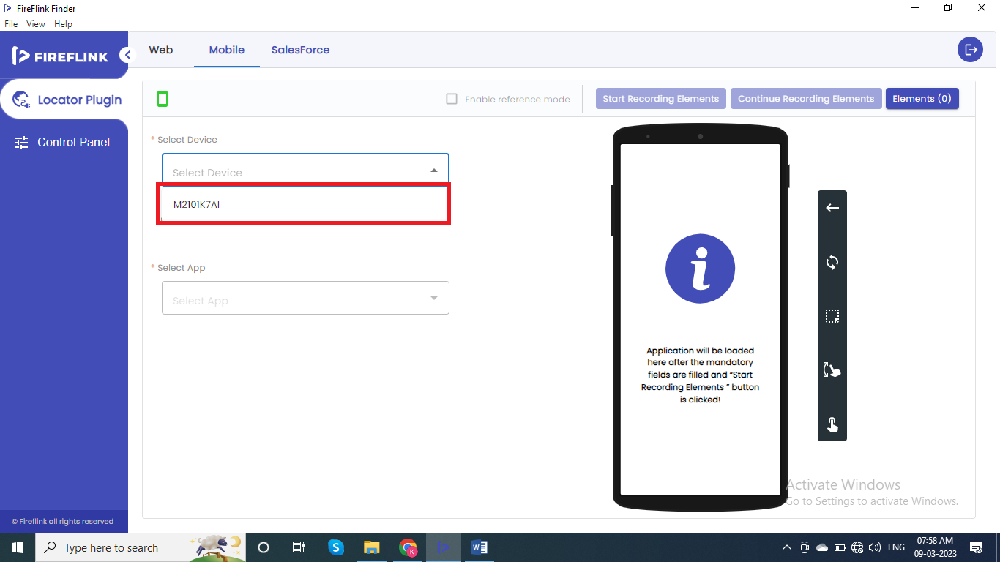 FireFlink Finder
File View Help
FIREFLINK
Web Mobile SalesForce
Locator Plugin
Control Panel
Enable reference mode
Start Recording Elements
Continue Recording Elements
Elements (0)
* Select Device
Select Device
M2101K7AI
* Select App
Select App
Application will be loaded
here after the mandatory
fields are filled and “Start
Recording Elements ” button
is clicked!
Activate Windows
Go to Settings to activate Windows.
© Fireflink all rights reserved
Type here to search
ENG
07:58 AM
09-03-2023